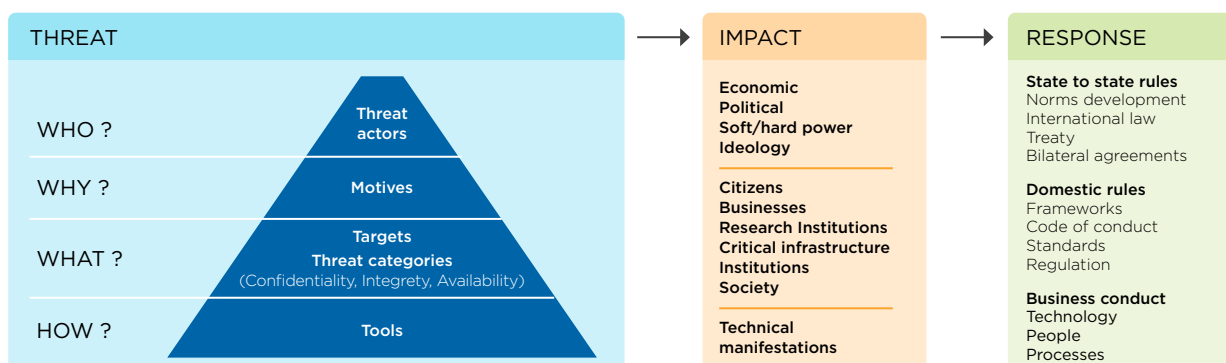 THREAT
WHO ?
Threat
actors
WHY ?
Motives
WHAT ?
Targets
Threat categories
(Confidentiality, Integrety, Availability)
HOW ?
Tools
IMPACT
Economic
Political
Soft/hard power
Ideology
Citizens
Businesses
Research Institutions
Critical infrastructure
Institutions
Society
Technical
manifestations
RESPONSE
State to state rules
Norms development
International law
Treaty
Bilateral agreements
Domestic rules
Frameworks
Code of conduct
Standards
Regulation
Business conduct
Technology
People
Processes